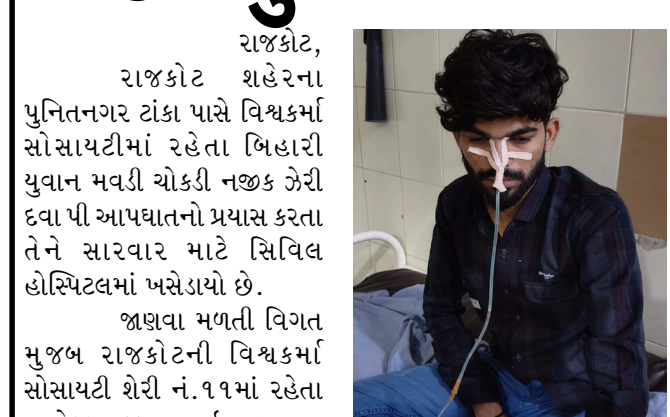 રાજકોટ,
રાજકોટ શહેરના
પુનિતનગર ટાંકા પાસે વિશ્વકર્મા
સોસાયટીમાં રહેતા બિહારી
યુવાન મવડી ચોકડી નજીક ઝેરી
દવા પી આપઘાતનો પ્રયાસ કરતા
તેને સારવાર માટે સિવિલ
હોસ્પિટલમાં ખસેડાયો છે.
જાણવા મળતી વિગત
મુજબ રાજકોટની વિશ્વકર્મા
સોસાયટી શેરી નં.૧૧માં રહેતા